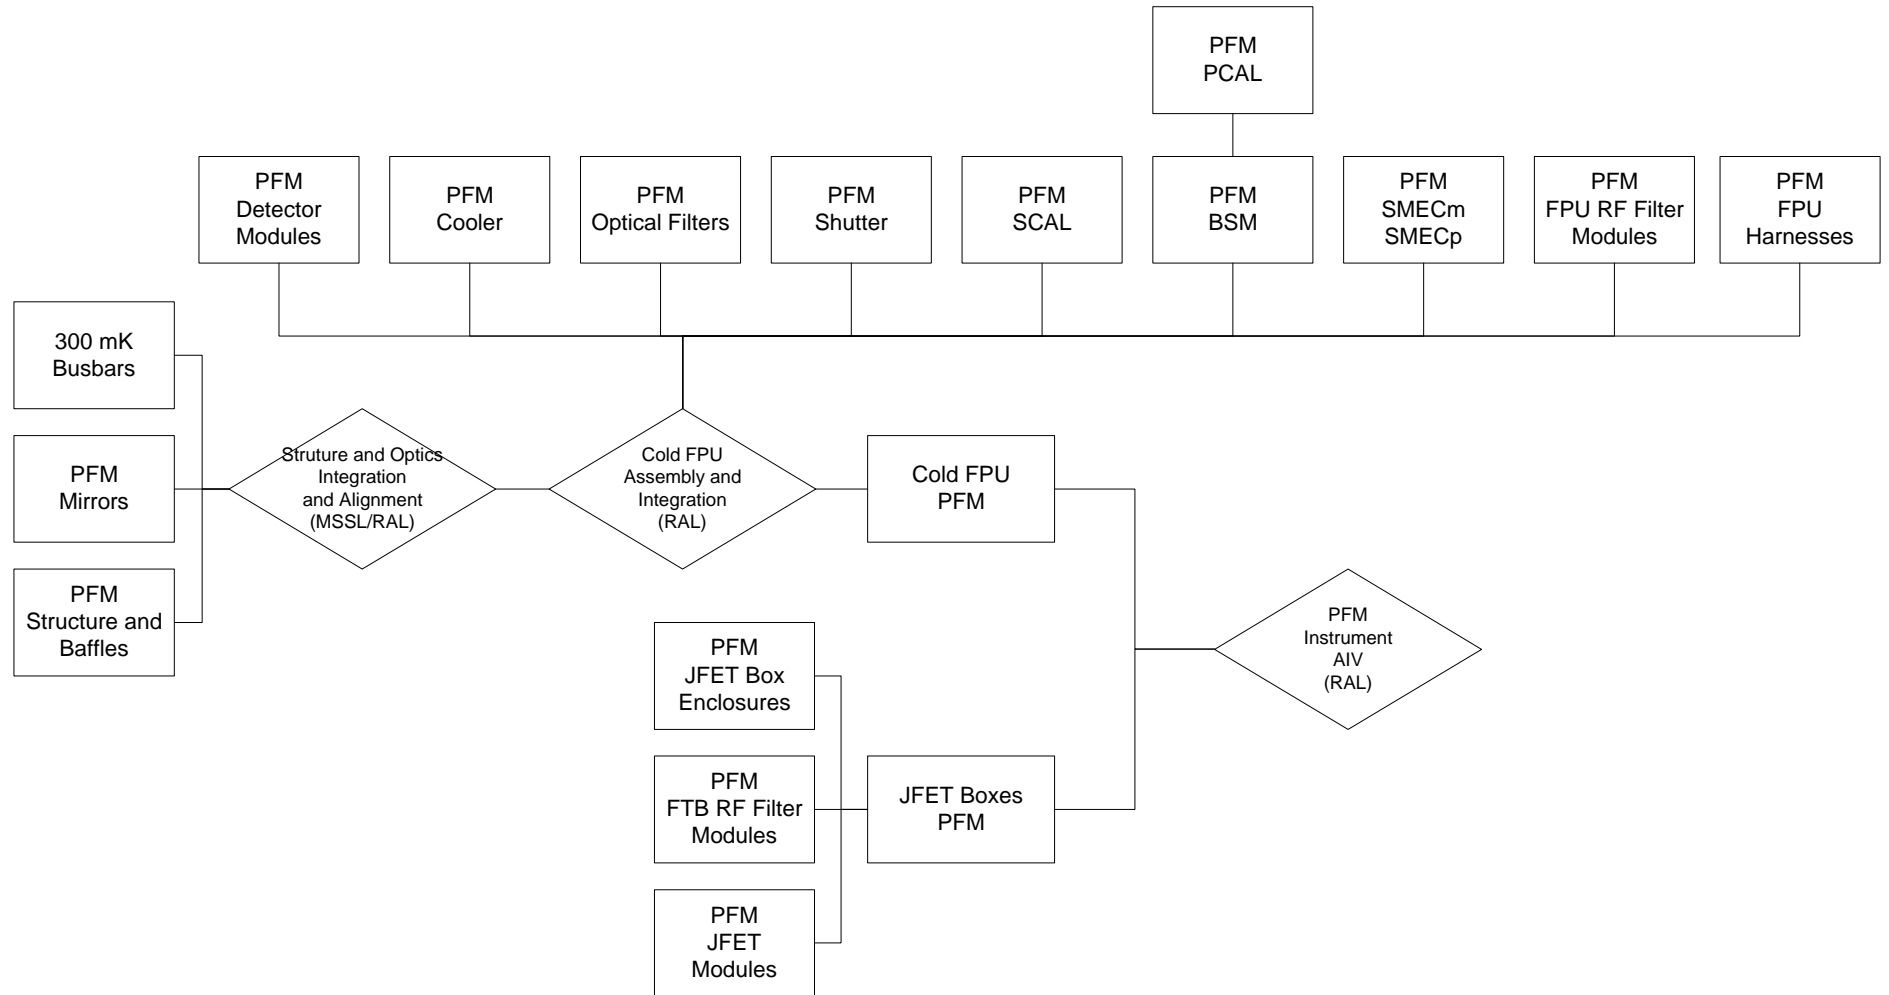 PFM
PCAL
PFM
Detector
Modules
PFM
Cooler
PFM
Optical Filters
PFM
Shutter
PFM
SCAL
PFM
BSM
PFM
SMECm
SMECp
PFM
FPU RF Filter
Modules
PFM
FPU
Harnesses
300 mK
Busbars
PFM
Mirrors
PFM
Structure and
Baffles
Struture and Optics
Integration
and Alignment
(MSSL/RAL)
Cold FPU
Assembly and
Integration
(RAL)
Cold FPU
PFM
PFM
JFET Box
Enclosures
PFM
FTB RF Filter
Modules
PFM
JFET
Modules
JFET Boxes
PFM
PFM
Instrument
AIV
(RAL)